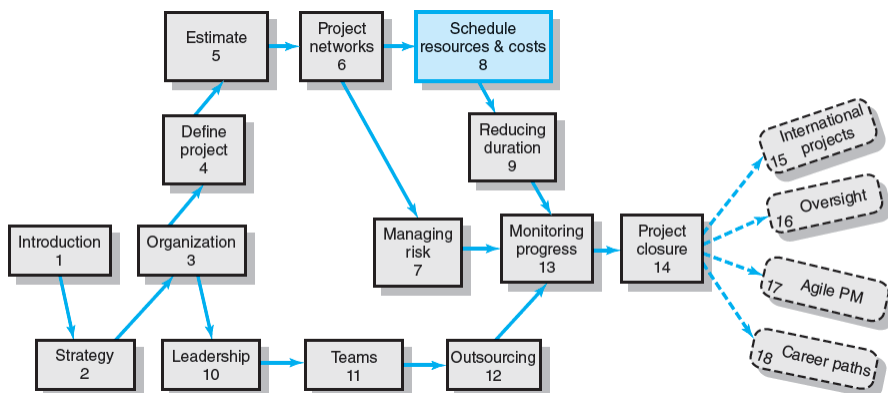 Estimate
5
Project
networks
6
Schedule
resources & costs
8
Define
project
4
Reducing
duration
9
International
projects
15
Oversight
16
Introduction
1
Organization
3
Managing
risk
7
Monitoring
progress
13
Project
closure
14
Agile PM
17
Strategy
2
Leadership
10
Teams
11
Outsourcing
12
Career paths
18